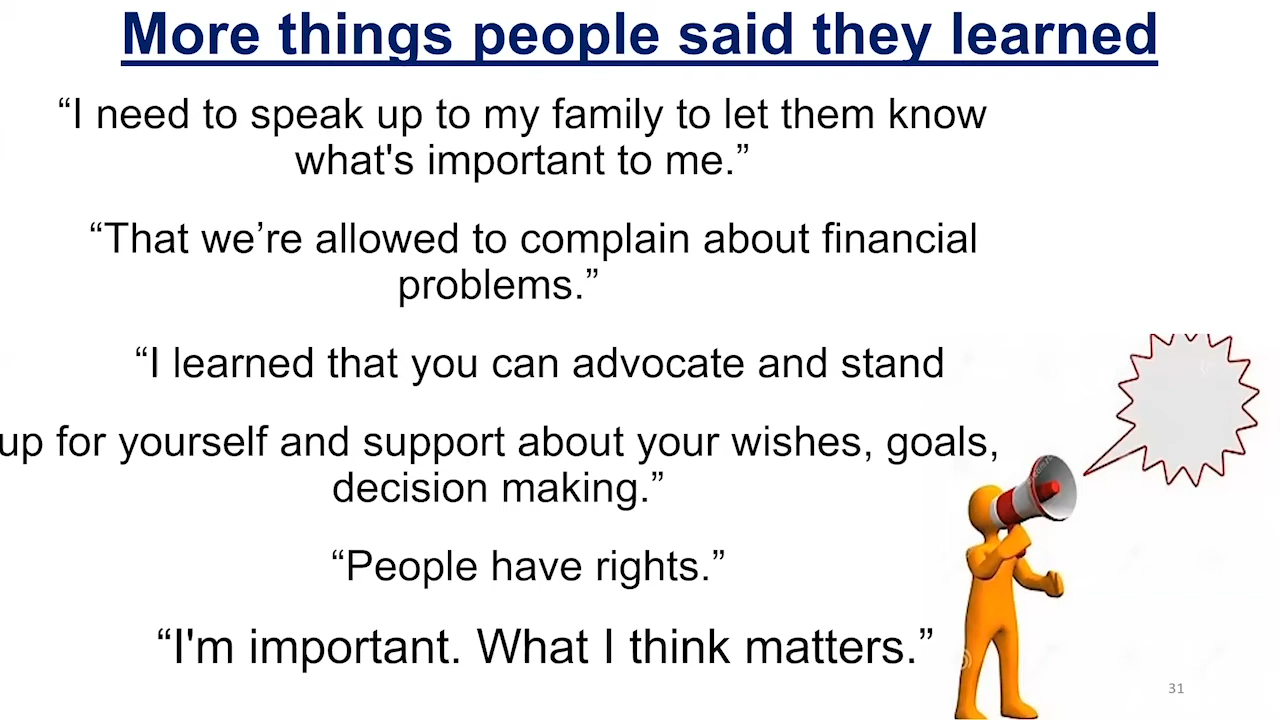 More things people said they learned
“I need to speak up to my family to let them know
what's important to me.”
“That we’re allowed to complain about financial
problems.”
“I learned that you can advocate and stand
up for yourself and support about your wishes, goals,
decision making.”
“People have rights.”
“I'm important. What I think matters.”
31